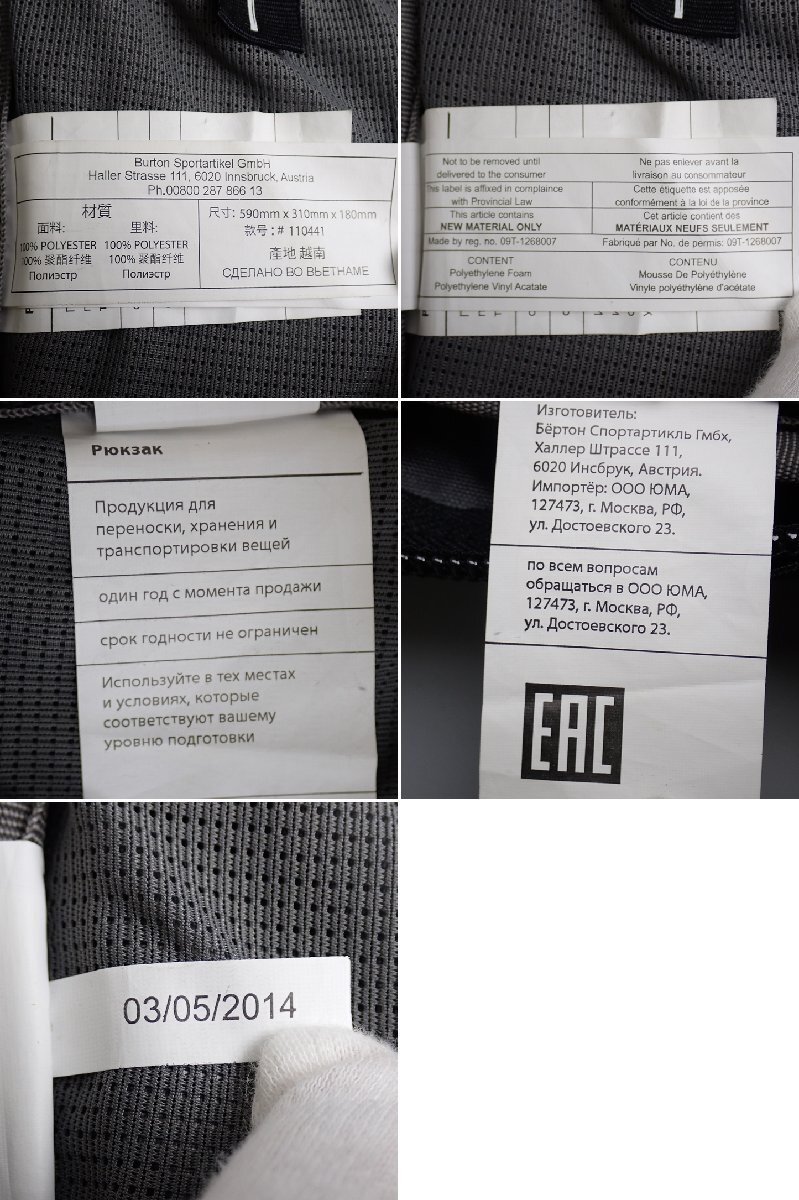 Burton Sportartikel GmbH
Haller Strasse 111, 6020 Innsbruck, Austria
Ph.00800 287 866 13
材質
面料: 里料:
100% POLYESTER 100% POLYESTER
100% 聚酯纤维 100% 聚酯纤维
Полиэстр Полиэстр
尺寸: 590mm x 310mm x 180mm
款号: # 110441
產地 越南
СДЕЛАНО ВО ВЬЕТНАМЕ
Not to be removed until
delivered to the consumer
Ne pas enlever avant la
livraison au consommateur
This label is affixed in complaince
with Provincial Law
Cette étiquette est apposée
conformément à la loi de la province
This article contains
NEW MATERIAL ONLY
Cet article contient des
MATÉRIAUX NEUFS SEULEMENT
Made by reg. no. 09T-1268007
Fabriqué par No. de permis: 09T-1268007
CONTENT
Polyethylene Foam
Polyethylene Vinyl Acatate
CONTENU
Mousse De Polyéthylène
Vinyle polyéthylène d'acétate
Рюкзак
Продукция для
переноски, хранения и
транспортировки вещей
один год с момента продажи
срок годности не ограничен
Используйте в тех местах
и условиях, которые
соответствуют вашему
уровню подготовки
Изготовитель:
Бёртон Спортартикль Гмбх,
Халлер Штрассе 111,
6020 Инсбрук, Австрия.
Импортёр: ООО ЮМА,
127473, г. Москва, РФ,
ул. Достоевского 23.
по всем вопросам
обращаться в ООО ЮМА,
127473, г. Москва, РФ,
ул. Достоевского 23.
EAC
03/05/2014